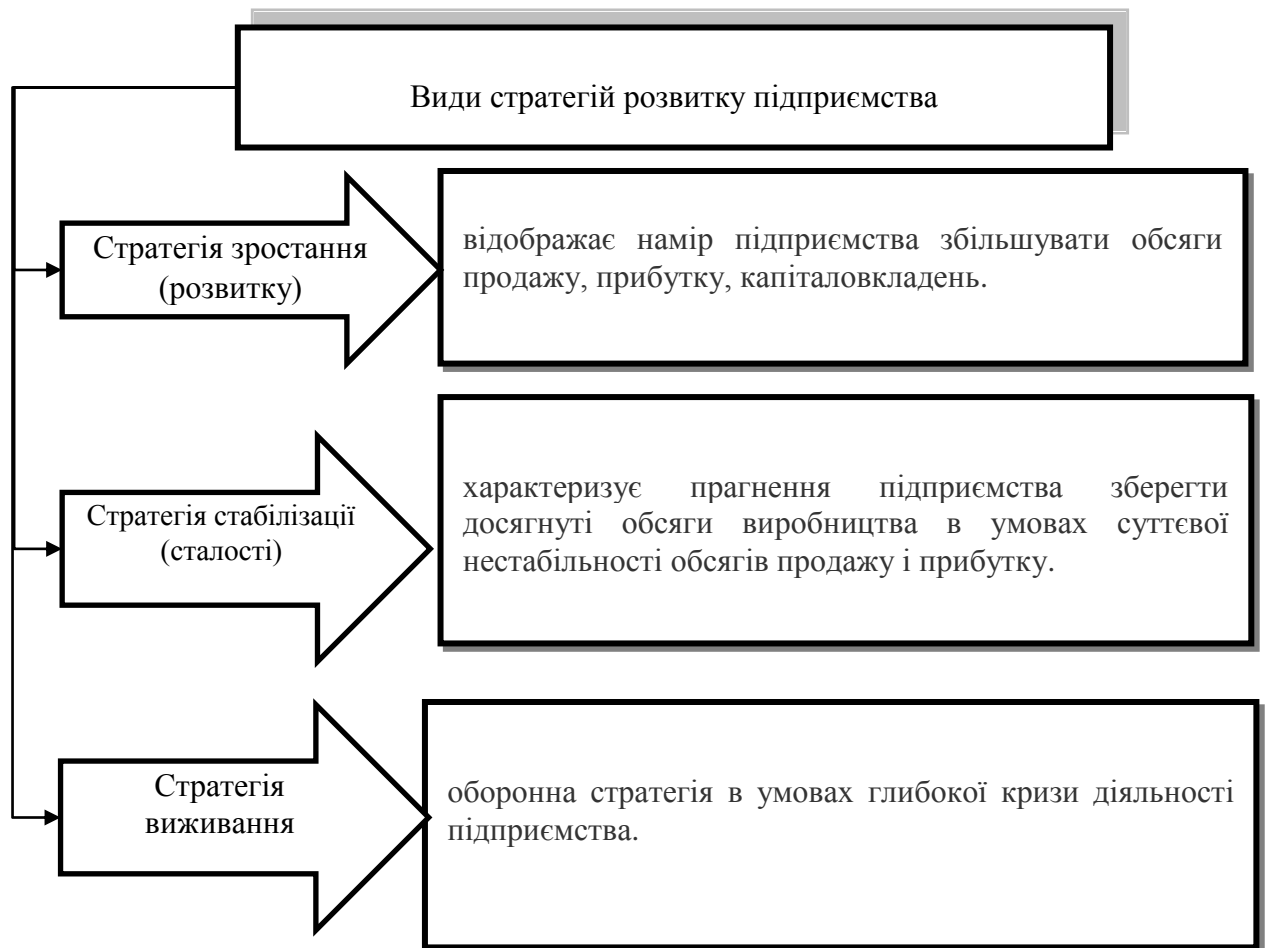 Види стратегій розвитку підприємства
Стратегія зростання
(розвитку)
відображає намір підприємства збільшувати обсяги
продажу, прибутку, капіталовкладень.
Стратегія стабілізації
(сталості)
характеризує прагнення підприємства зберегти
досягнуті обсяги виробництва в умовах суттєвої
нестабільності обсягів продажу і прибутку.
Стратегія
виживання
оборонна стратегія в умовах глибокої кризи діяльності
підприємства.